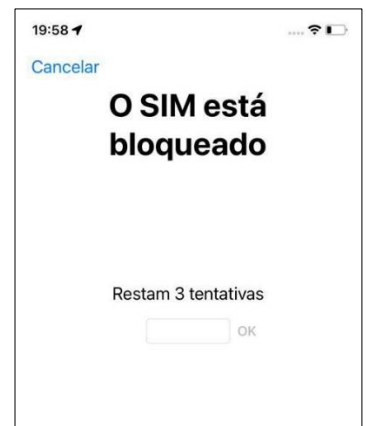 19:58
Cancelar
O SIM está
bloqueado
Restam 3 tentativas
OK